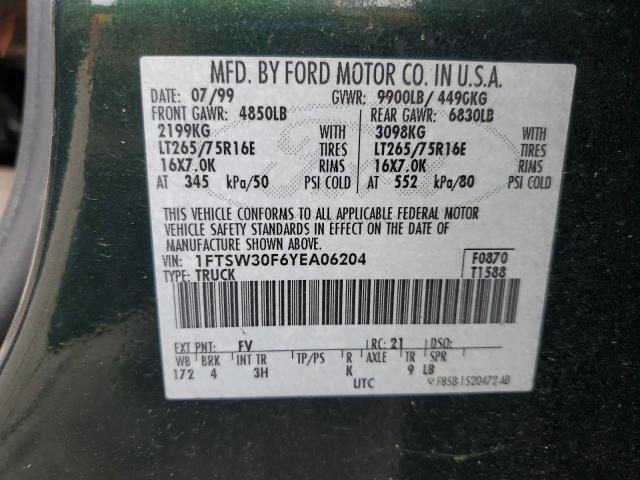 MFD. BY FORD MOTOR CO. IN U.S.A.
DATE: 07/99 GVWR: 9900LB/ 4490KG
FRONT GAWR: 4850LB REAR GAWR: 6830LB
2199KG WITH 3098KG WITH
LT265/75R16E TIRES LT265/75R16E TIRES
16X7.0K RIMS 16X7.0K RIMS
AT 345 kPa/50 PSI COLD AT 552 kPa/80 PSI COLD
THIS VEHICLE CONFORMS TO ALL APPLICABLE FEDERAL MOTOR
VEHICLE SAFETY STANDARDS IN EFFECT ON THE DATE OF
MANUFACTURE SHOWN ABOVE.
VIN: 1FTSW30F6YEA06204 F0870
TYPE: TRUCK T1588
EXT PNT: FV RC: 21 DSO:
WB BRK INT TR TP/PS R AXLE TR SPR
172 4 3H K 9 LB
UTC F85B-1520472-AB